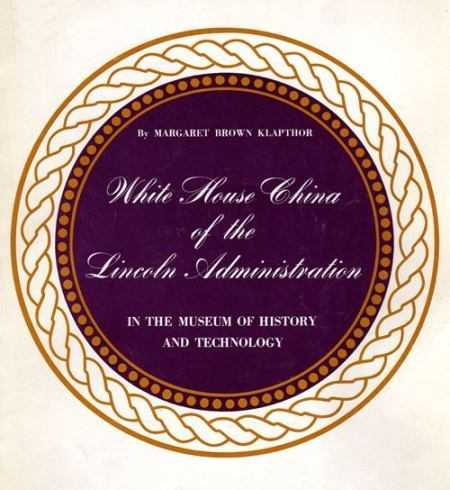 By MARGARET BROWN KLAPTHOR
White House China
of the
Lincoln Administration
IN THE MUSEUM OF HISTORY
AND TECHNOLOGY